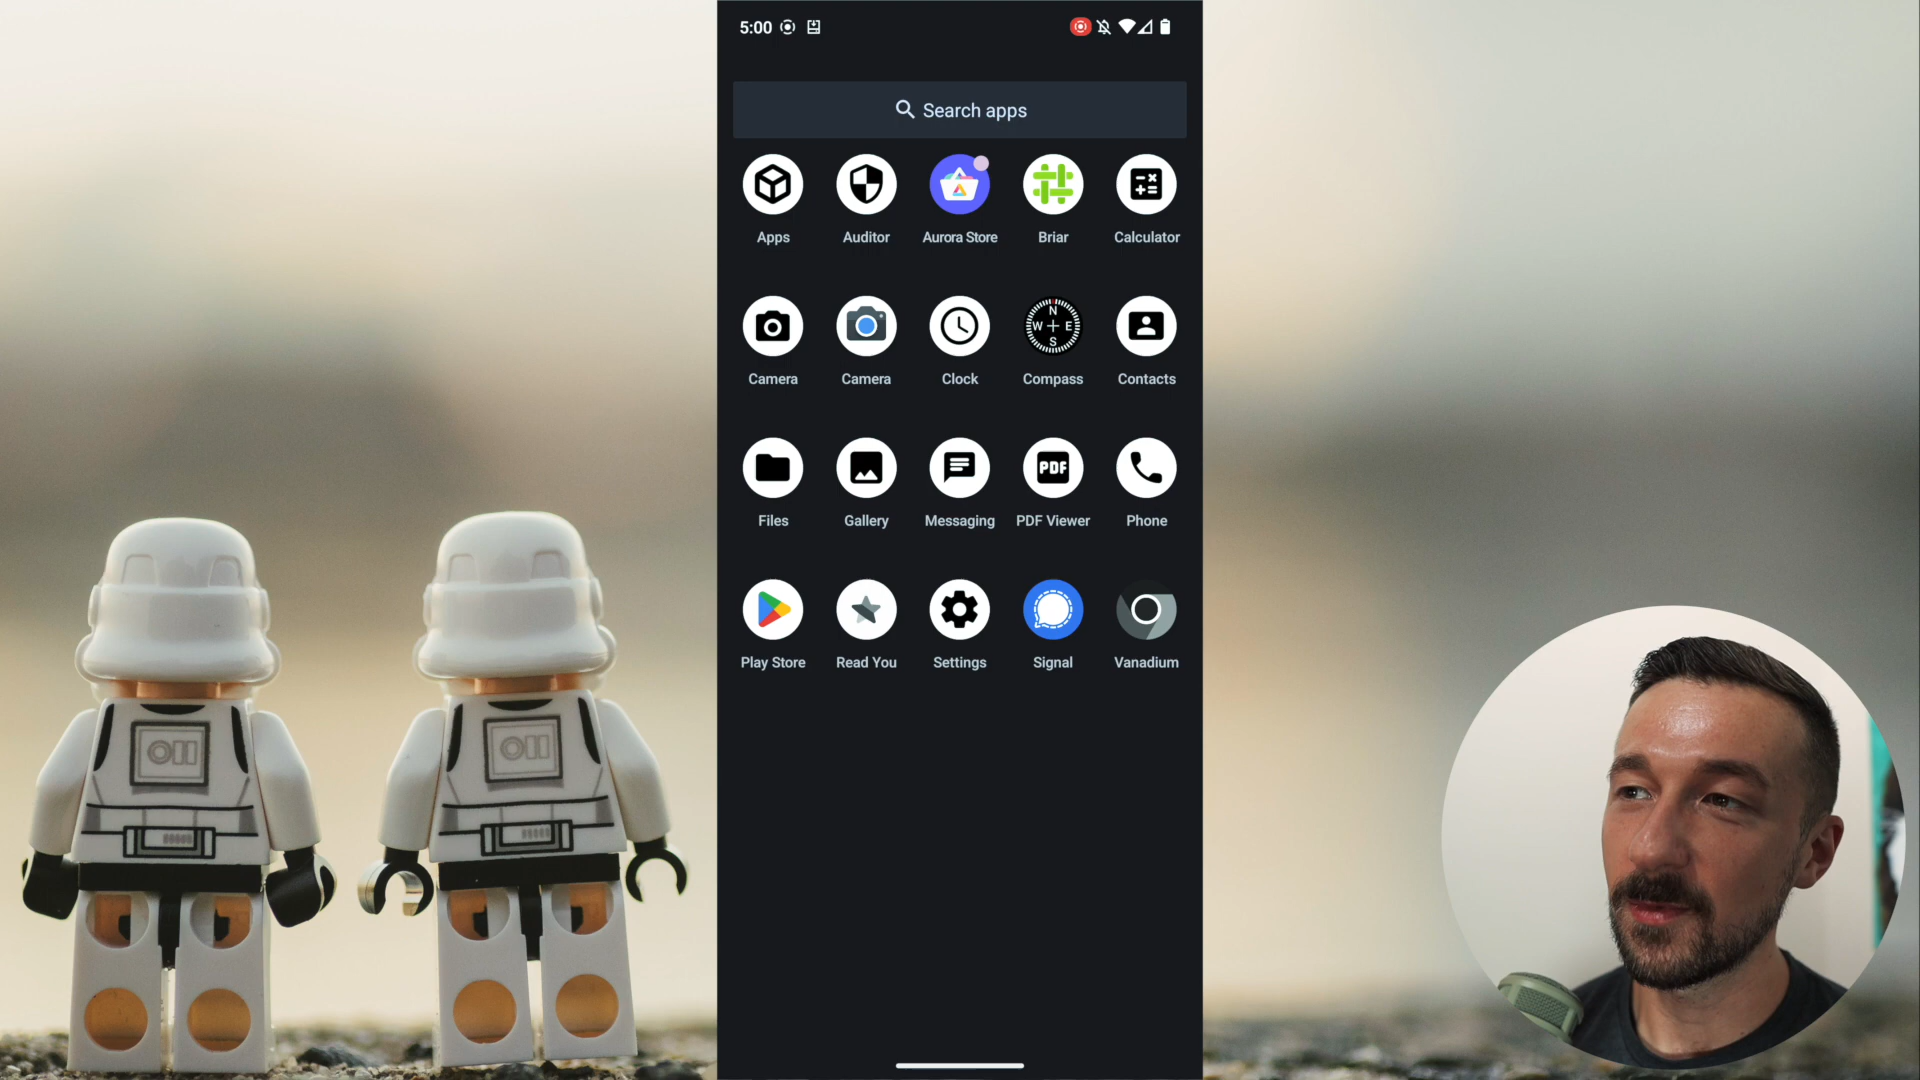 5:00
Search apps
Apps Auditor Aurora Store Briar Calculator
N
W E
S
Camera Camera Clock Compass Contacts
PDF
Files Gallery Messaging PDF Viewer Phone
Play Store Read You Settings Signal Vanadium